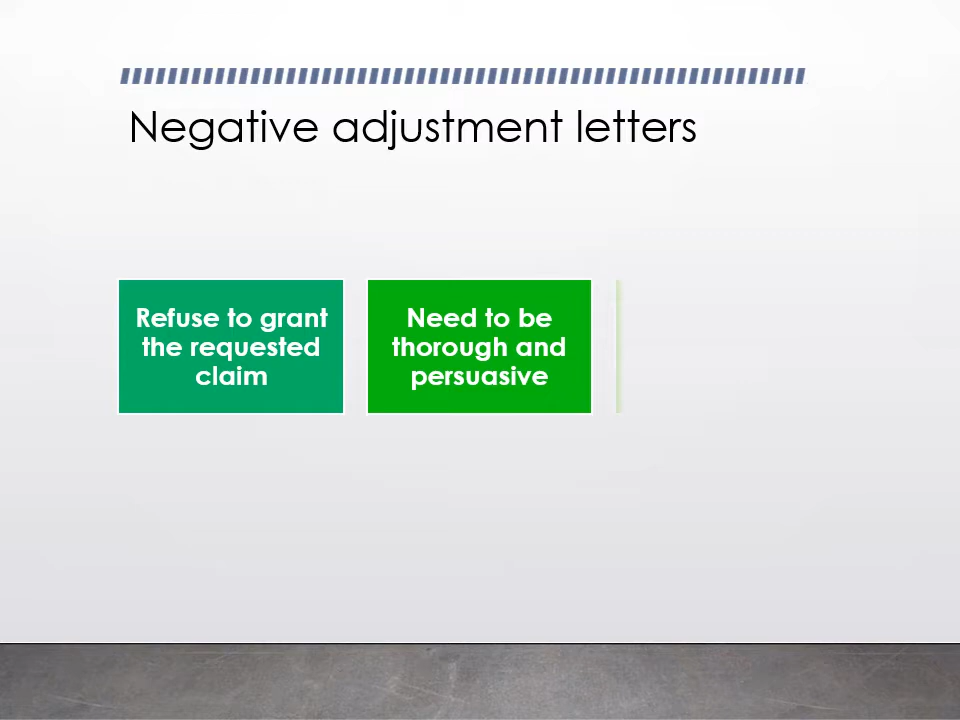 Negative adjustment letters
Refuse to grant
the requested
claim
Need to be
thorough and
persuasive